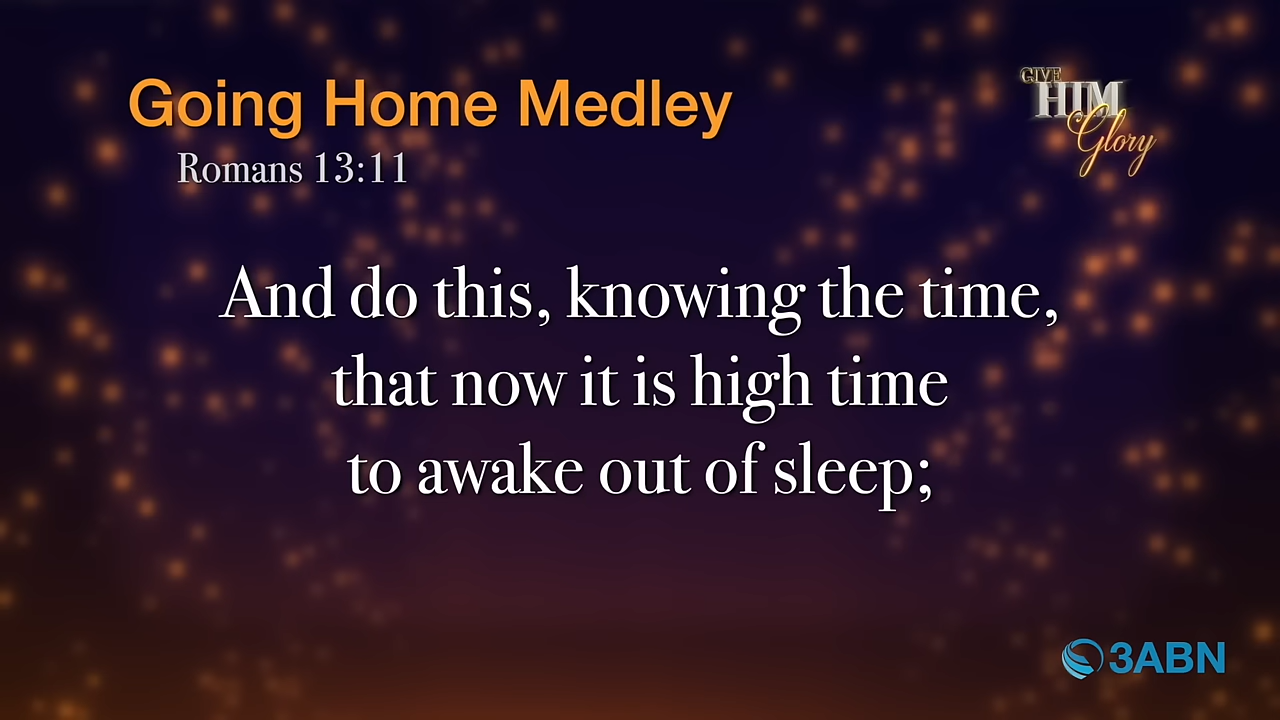 Going Home Medley
Romans 13:11
GIVE
HIM
Glory
And do this, knowing the time,
that now it is high time
to awake out of sleep;
3ABN